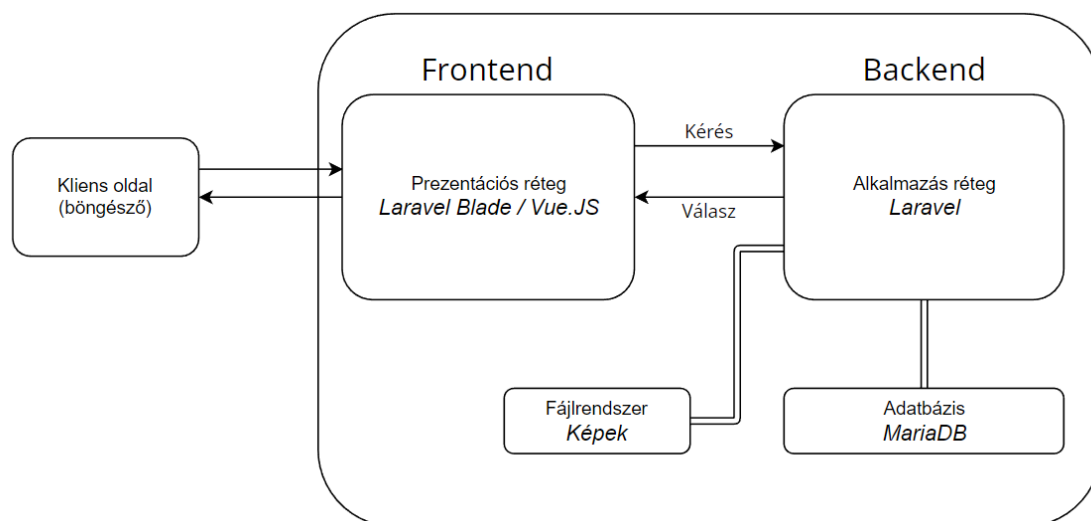 Frontend
Backend
Kliens oldal
(böngésző)
Prezentációs réteg
Laravel Blade / Vue.JS
Kérés
Válasz
Alkalmazás réteg
Laravel
Fájlrendszer
Képek
Adatbázis
MariaDB